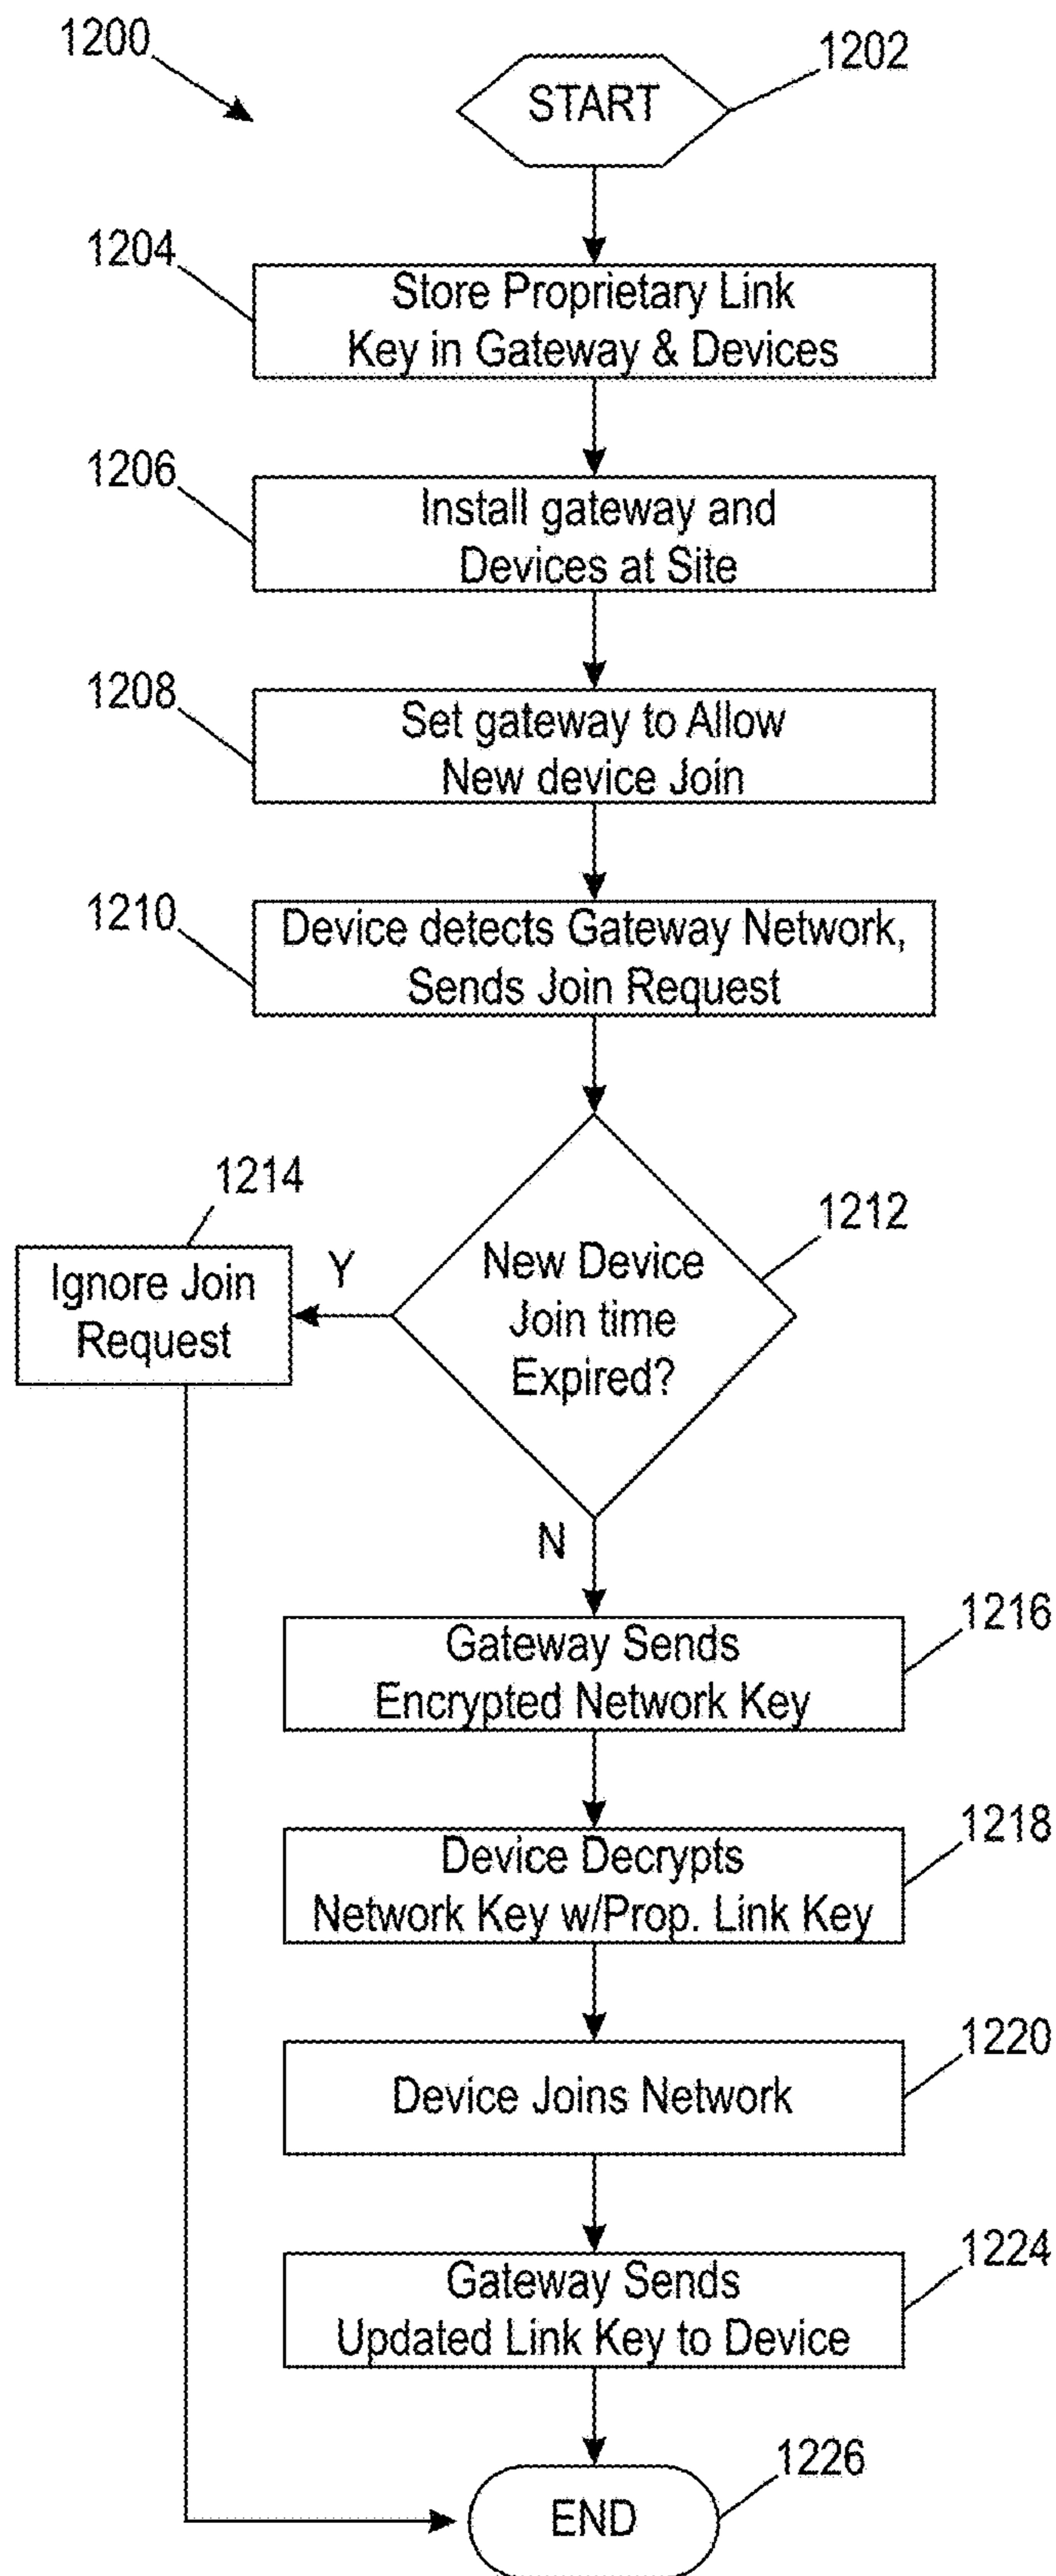 1200
START
1202
1204
Store Proprietary Link
Key in Gateway & Devices
1206
Install gateway and
Devices at Site
1208
Set gateway to Allow
New device Join
1210
Device detects Gateway Network,
Sends Join Request
1214
Ignore Join
Request
Y
1212
New Device
Join time
Expired?
N
1216
Gateway Sends
Encrypted Network Key
1218
Device Decrypts
Network Key w/Prop. Link Key
1220
Device Joins Network
1224
Gateway Sends
Updated Link Key to Device
1226
END